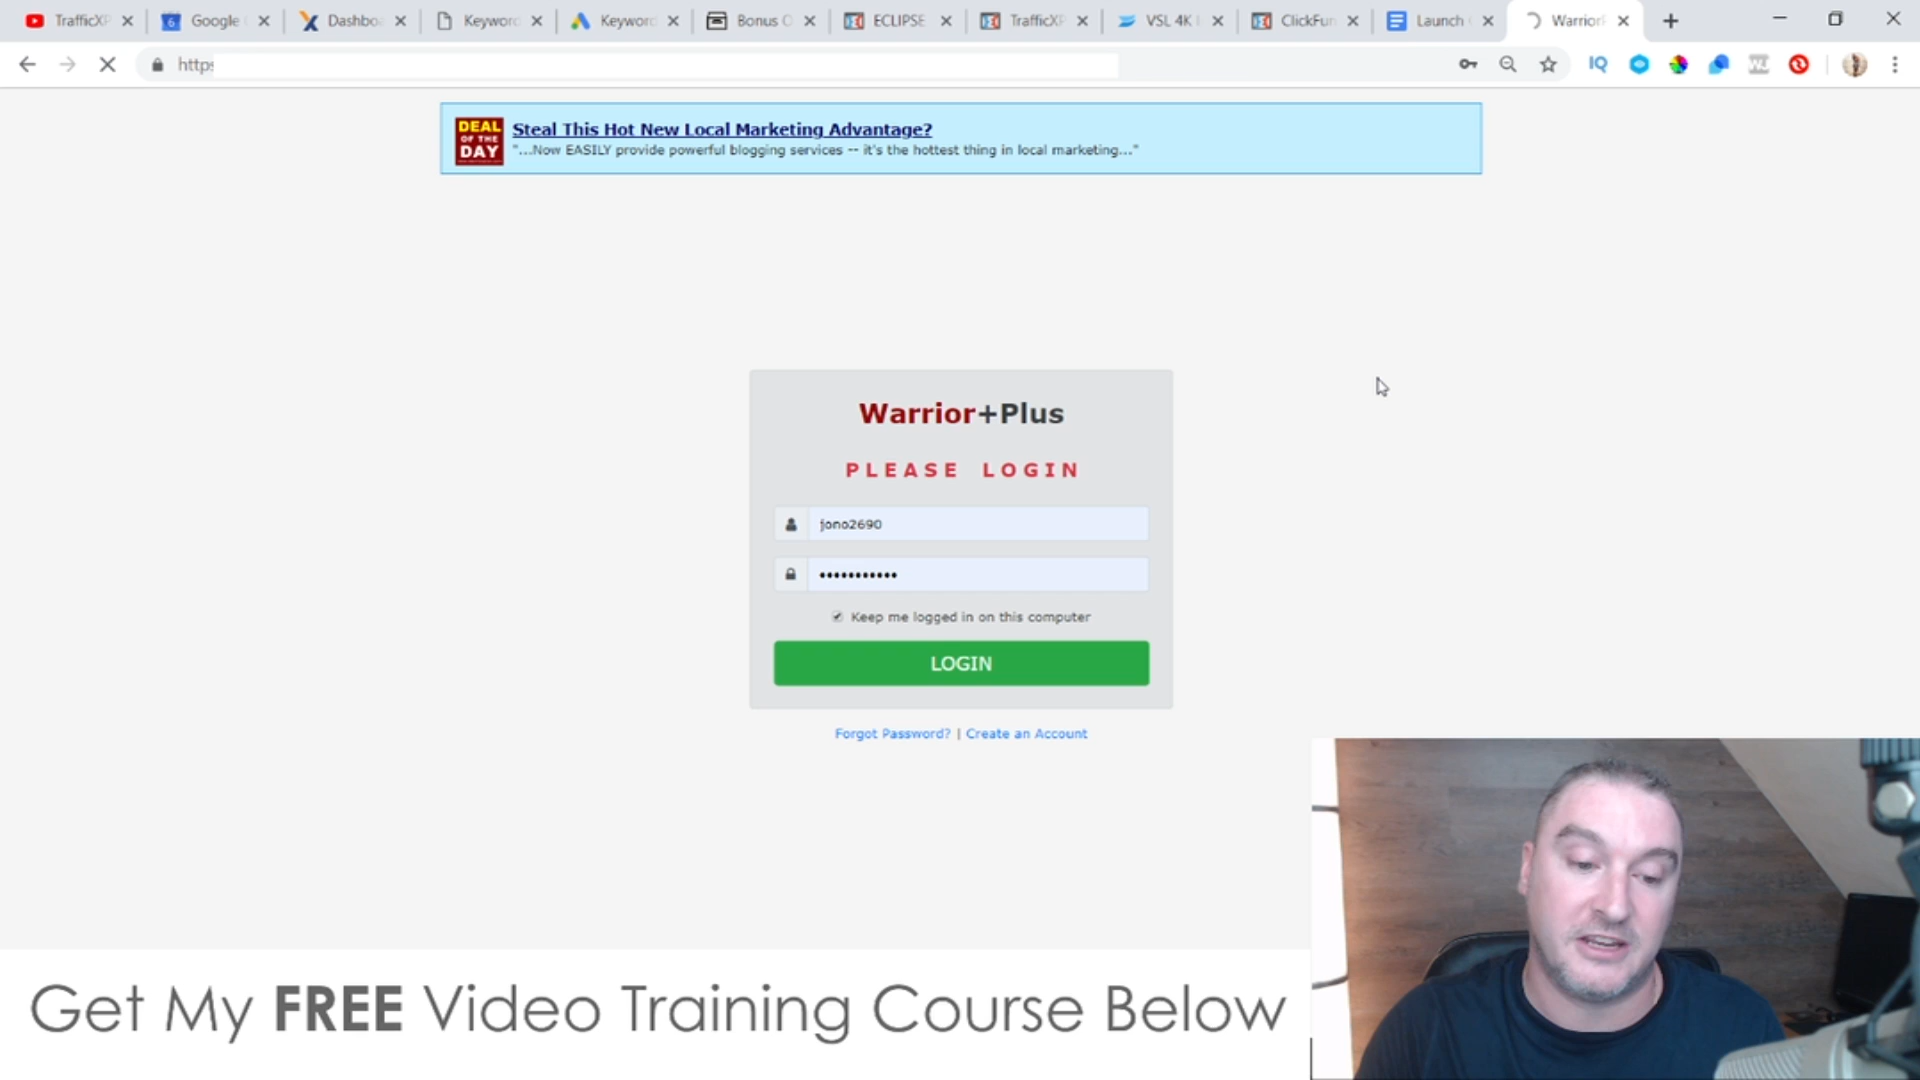 TrafficXP
Google
Dashbo
Keyword
Keyword
Bonus O
ECLIPSE
TrafficXP
VSL 4K
ClickFun
Launch
Warrior
https
IQ
DEAL
OF THE
DAY
Steal This Hot New Local Marketing Advantage?
"...Now EASILY provide powerful blogging services -- it's the hottest thing in local marketing..."
Warrior+Plus
PLEASE LOGIN
jono2690
•••••••••••
Keep me logged in on this computer
LOGIN
Forgot Password? | Create an Account
Get My FREE Video Training Course Below